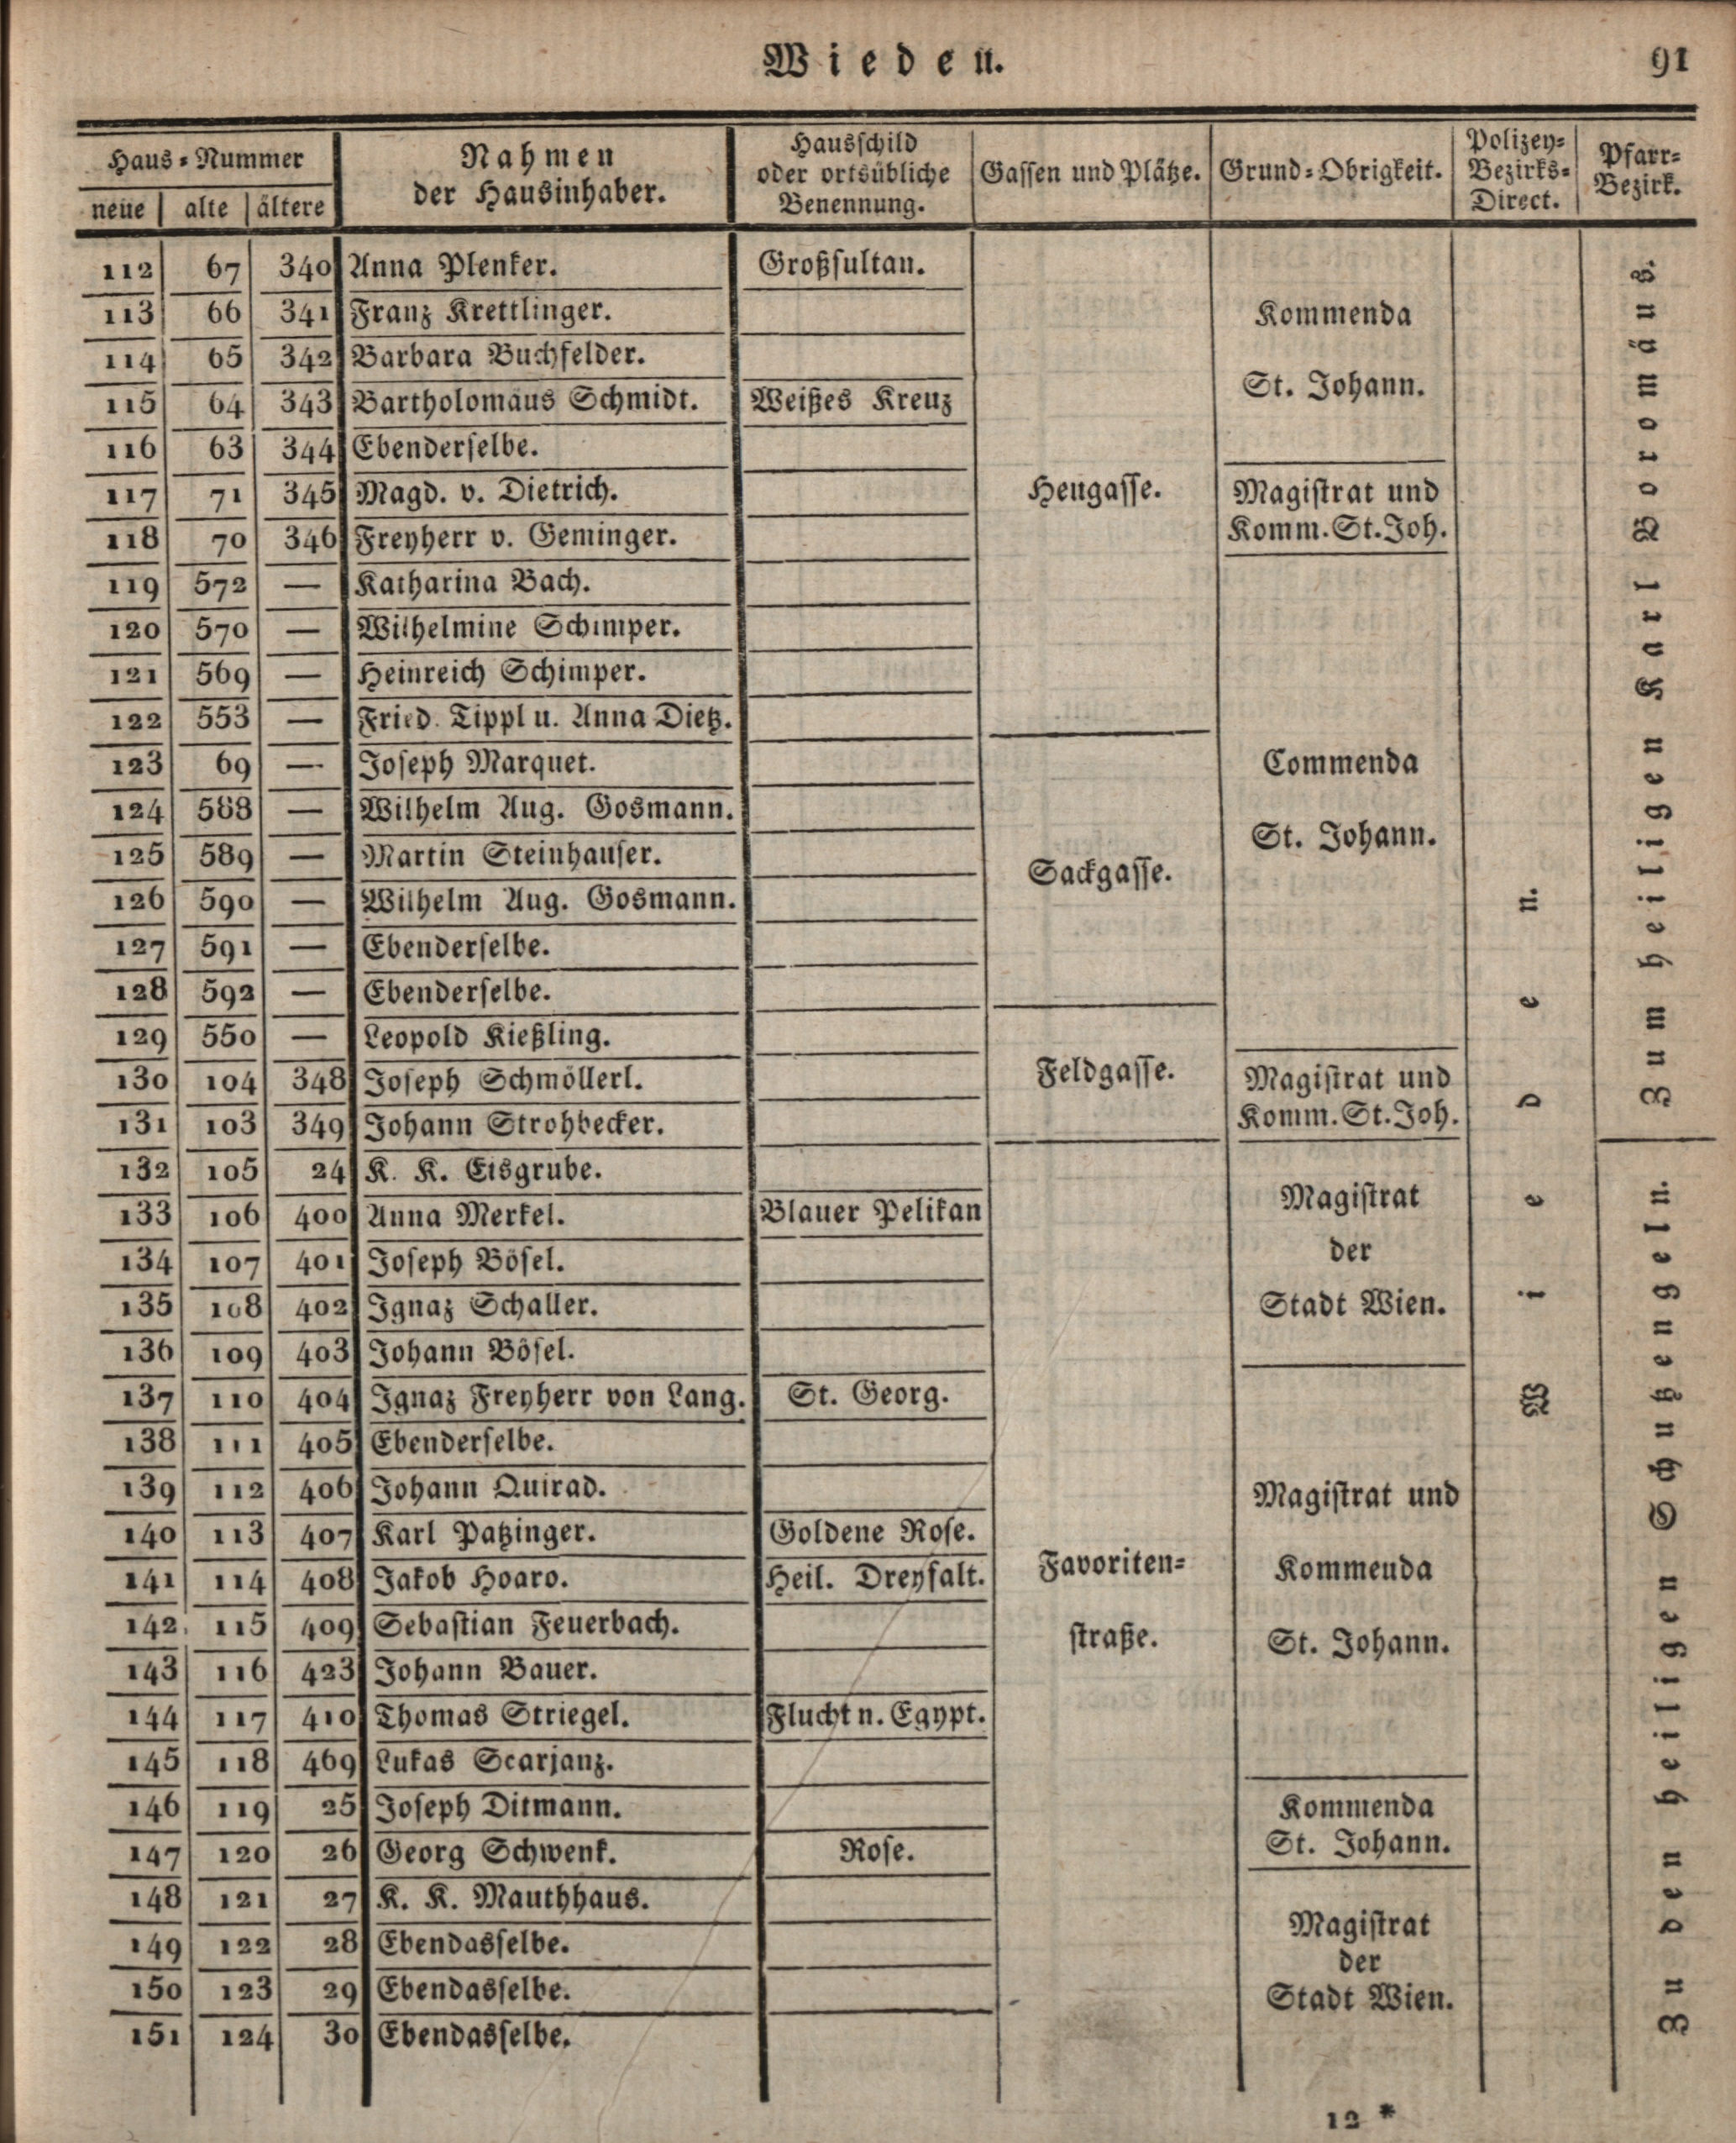 Wieden. 91
Haus-Nummer
neue alte ältere
Nahmen
der Hausinhaber.
Hausschild
oder ortsübliche
Benennung.
Gassen und Plätze.
Grund-Obrigkeit.
Polizey-
Bezirks-
Direct.
Pfarr-
Bezirk.
112 67 340 Anna Plenker. Großsultan.
113 66 341 Franz Krettlinger.
114 65 342 Barbara Buchfelder.
115 64 343 Bartholomäus Schmidt. Weißes Kreuz
116 63 344 Ebenderselbe.
117 71 345 Magd. v. Dietrich.
118 70 346 Freyherr v. Geminger.
119 572 — Katharina Bach.
120 570 — Wilhelmine Schimper.
121 569 — Heinreich Schimper.
122 553 — Fried. Tippl u. Anna Dietz.
123 69 — Joseph Marquet.
124 588 — Wilhelm Aug. Gosmann.
125 589 — Martin Steinhauser.
126 590 — Wilhelm Aug. Gosmann.
127 591 — Ebenderselbe.
128 592 — Ebenderselbe.
129 550 — Leopold Kießling.
130 104 348 Joseph Schmöllerl.
131 103 349 Johann Strohbecker.
132 105 24 K. K. Eisgrube.
133 106 400 Anna Merkel. Blauer Pelikan
134 107 401 Joseph Bösel.
135 108 402 Ignaz Schaller.
136 109 403 Johann Bösel.
137 110 404 Ignaz Freyherr von Lang. St. Georg.
138 111 405 Ebenderselbe.
139 112 406 Johann Quirad.
140 113 407 Karl Patzinger. Goldene Rose.
141 114 408 Jakob Hoaro. Heil. Dreyfalt.
142 115 409 Sebastian Feuerbach.
143 116 423 Johann Bauer.
144 117 410 Thomas Striegel. Flucht n. Egypt.
145 118 469 Lukas Scarjanz.
146 119 25 Joseph Ditmann.
147 120 26 Georg Schwenk. Rose.
148 121 27 K. K. Mauthhaus.
149 122 28 Ebendasselbe.
150 123 29 Ebendasselbe.
151 124 30 Ebendasselbe.
Heugasse.
Sackgasse.
Feldgasse.
Favoriten-
straße.
Kommenda
St. Johann.
Magistrat und
Komm. St. Joh.
Commenda
St. Johann.
Magistrat und
Komm. St. Joh.
Magistrat
der
Stadt Wien.
Magistrat und
Kommenda
St. Johann.
Kommenda
St. Johann.
Magistrat
der
Stadt Wien.
Wieden.
Zum heiligen Karl Boromäus.
Zu den heiligen Schutzengeln.
12 *